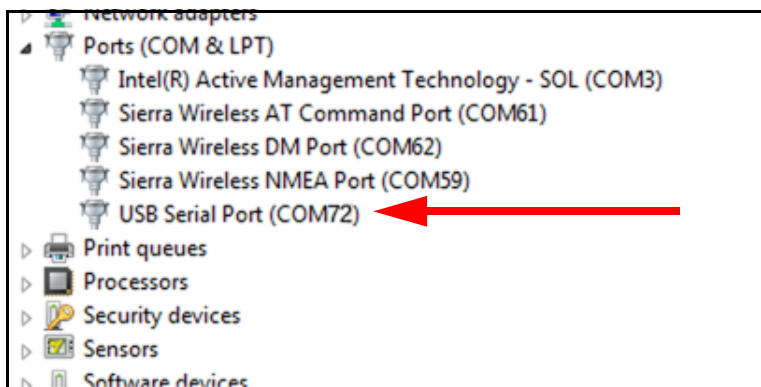 Network adapters
Ports (COM & LPT)
Intel(R) Active Management Technology - SOL (COM3)
Sierra Wireless AT Command Port (COM61)
Sierra Wireless DM Port (COM62)
Sierra Wireless NMEA Port (COM59)
USB Serial Port (COM72)
Print queues
Processors
Security devices
Sensors
Software devices